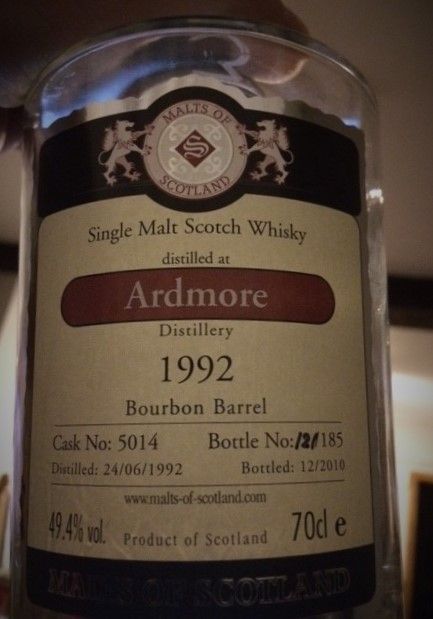 MALTS OF
S
SCOTLAND
Single Malt Scotch Whisky
distilled at
Ardmore
Distillery
1992
Bourbon Barrel
Cask No: 5014 Bottle No:121/185
Distilled: 24/06/1992 Bottled: 12/2010
www.malts-of-scotland.com
49.4% vol. Product of Scotland 70cl e
MALTS OF SCOTLAND